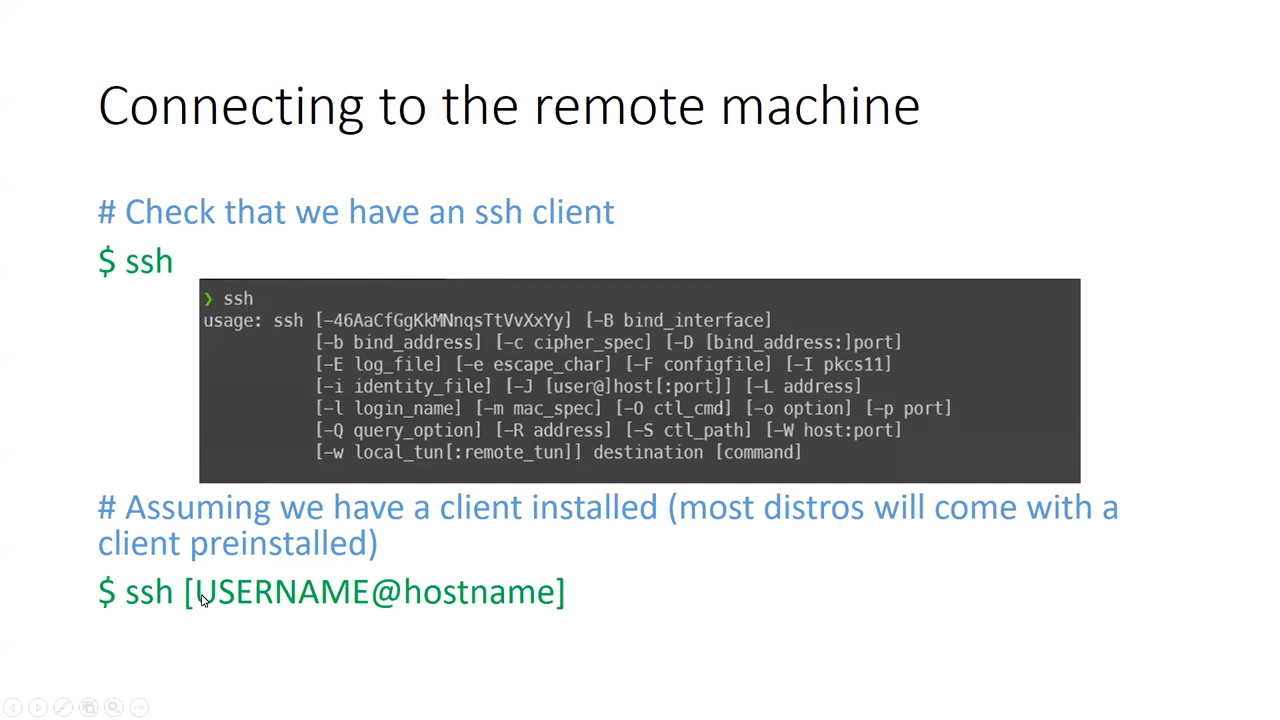 Connecting to the remote machine
# Check that we have an ssh client
$ ssh
❯ ssh
usage: ssh [-46AaCfGgKkMNnqsTtVvXxYy] [-B bind_interface]
[-b bind_address] [-c cipher_spec] [-D [bind_address:]port]
[-E log_file] [-e escape_char] [-F configfile] [-I pkcs11]
[-i identity_file] [-J [user@]host[:port]] [-L address]
[-l login_name] [-m mac_spec] [-O ctl_cmd] [-o option] [-p port]
[-Q query_option] [-R address] [-S ctl_path] [-W host:port]
[-w local_tun[:remote_tun]] destination [command]
# Assuming we have a client installed (most distros will come with a
client preinstalled)
$ ssh [USERNAME@hostname]